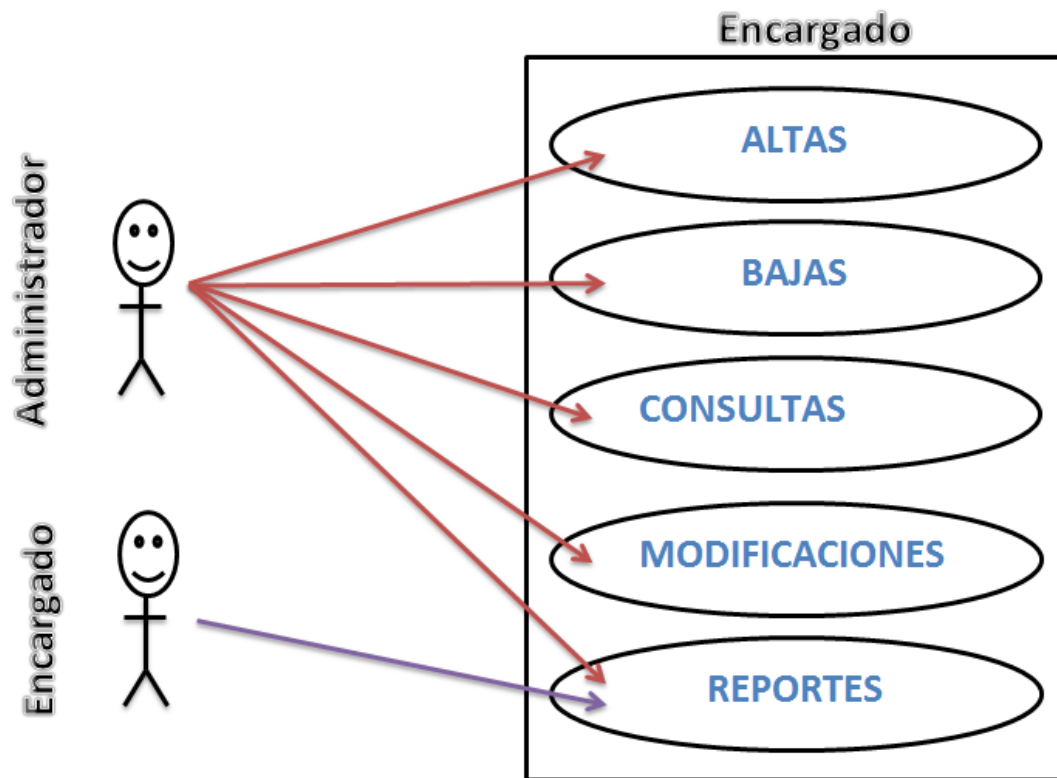 Encargado
Administrador
ALTAS
BAJAS
CONSULTAS
Encargado
MODIFICACIONES
REPORTES